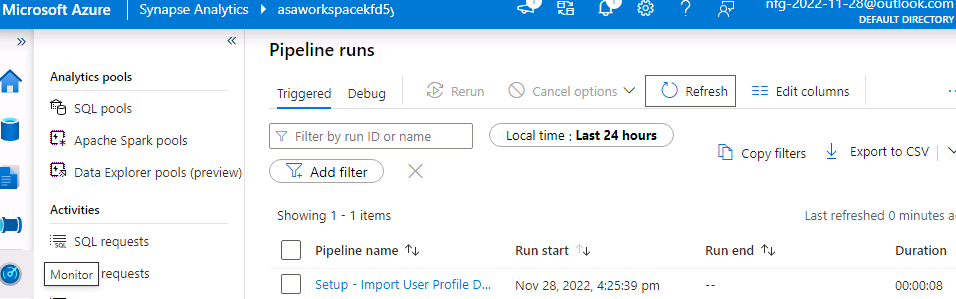 Microsoft Azure | Synapse Analytics ▸ asaworkspacekfd5y
nfg-2022-11-28@outlook.com
DEFAULT DIRECTORY
» «
Analytics pools
SQL pools
Apache Spark pools
Data Explorer pools (preview)
Activities
SQL requests
Monitor requests
Pipeline runs
Triggered Debug Rerun Cancel options Refresh Edit columns ...
Filter by run ID or name Local time : Last 24 hours
Add filter Copy filters Export to CSV
Showing 1 - 1 items Last refreshed 0 minutes
Pipeline name Run start Run end Duration
Setup - Import User Profile D... Nov 28, 2022, 4:25:39 pm -- 00:00:08